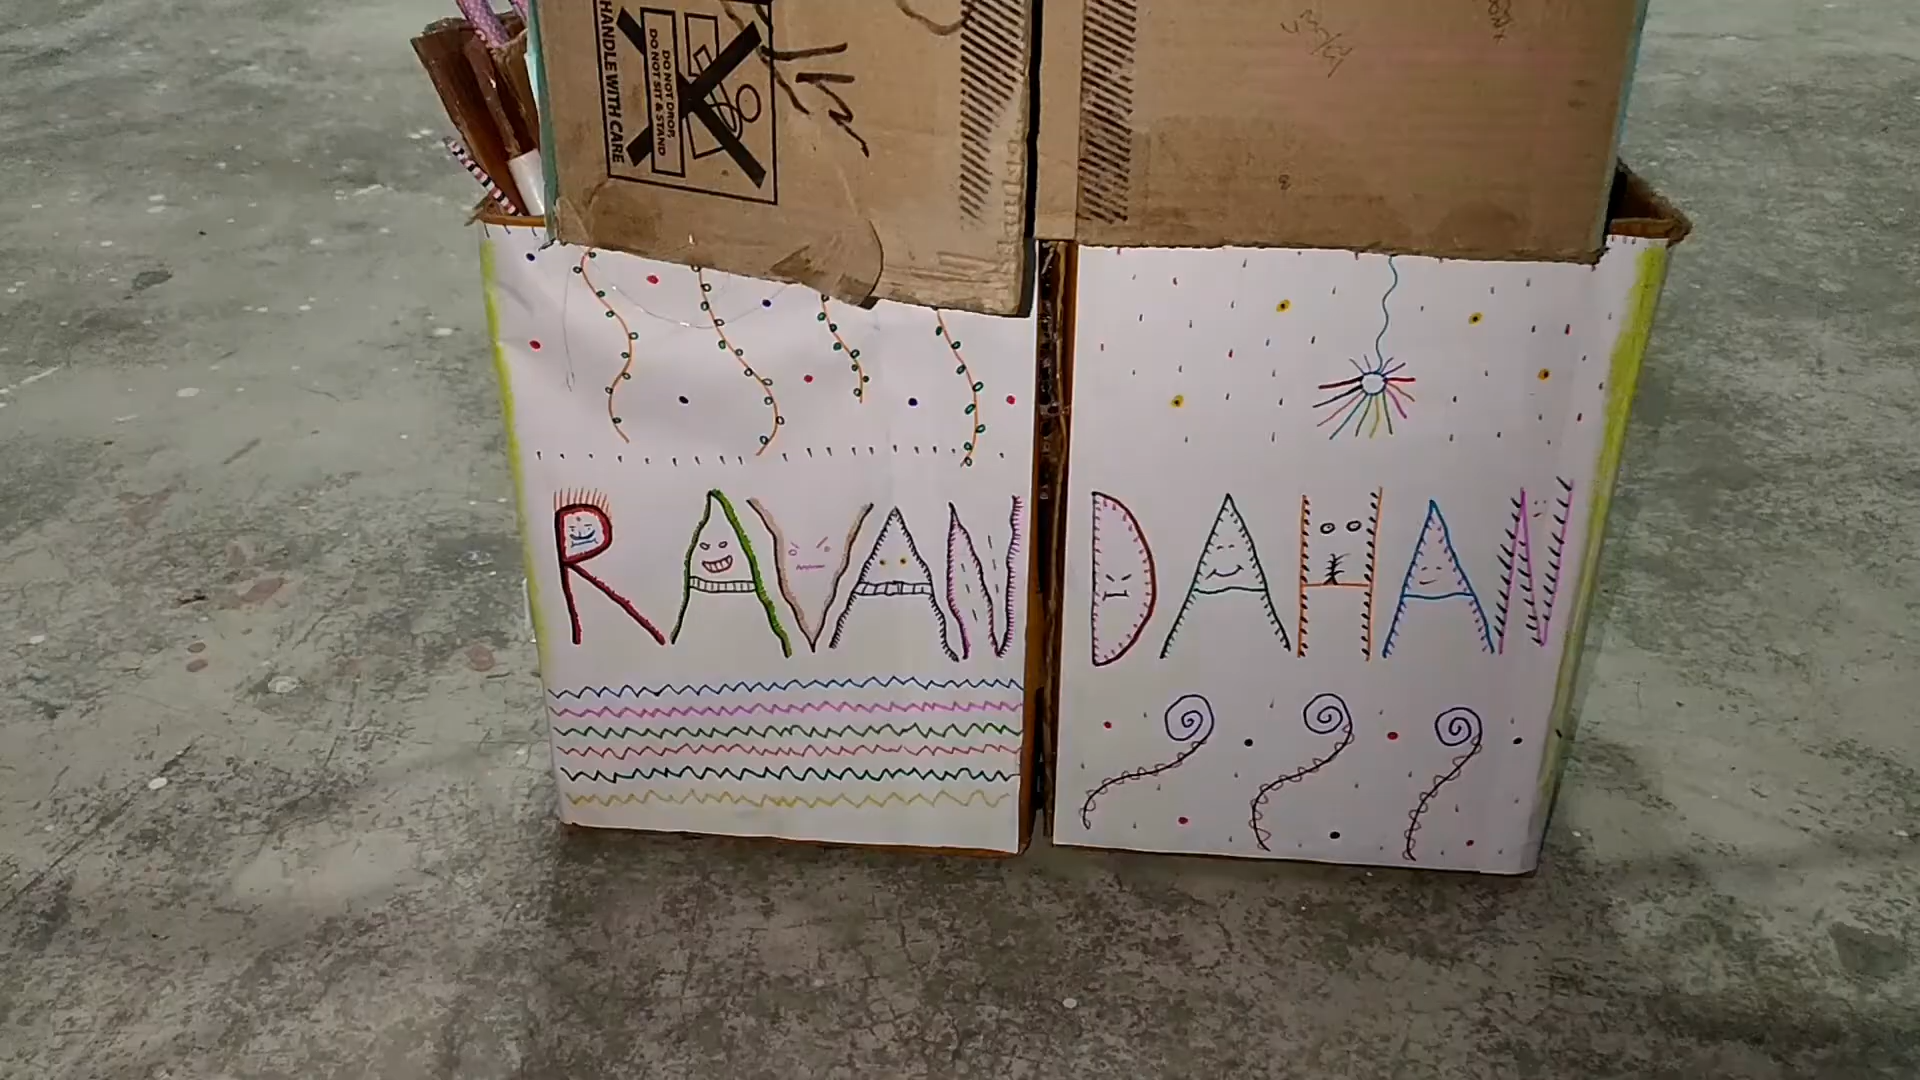 HANDLE WITH CARE
DO NOT DROP,
DO NOT SIT & STAND
RAVAN DAHAN